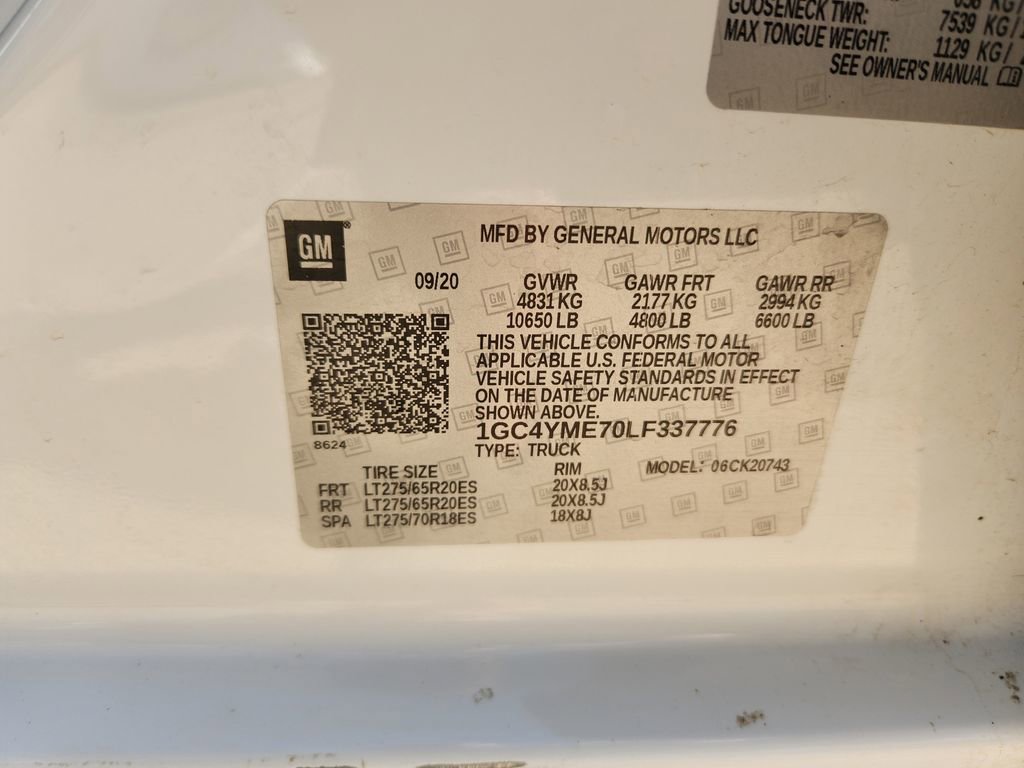 GOOSENECK TWR: 7539 KG/
MAX TONGUE WEIGHT: 1129 KG/
SEE OWNER'S MANUAL
GM
MFD BY GENERAL MOTORS LLC
09/20 GVWR GAWR FRT GAWR RR
4831 KG 2177 KG 2994 KG
10650 LB 4800 LB 6600 LB
THIS VEHICLE CONFORMS TO ALL
APPLICABLE U.S. FEDERAL MOTOR
VEHICLE SAFETY STANDARDS IN EFFECT
ON THE DATE OF MANUFACTURE
SHOWN ABOVE.
8624
1GC4YME70LF337776
TYPE: TRUCK
MODEL: 06CK20743
TIRE SIZE RIM
FRT LT275/65R20ES 20X8.5J
RR LT275/65R20ES 20X8.5J
SPA LT275/70R18ES 18X8J